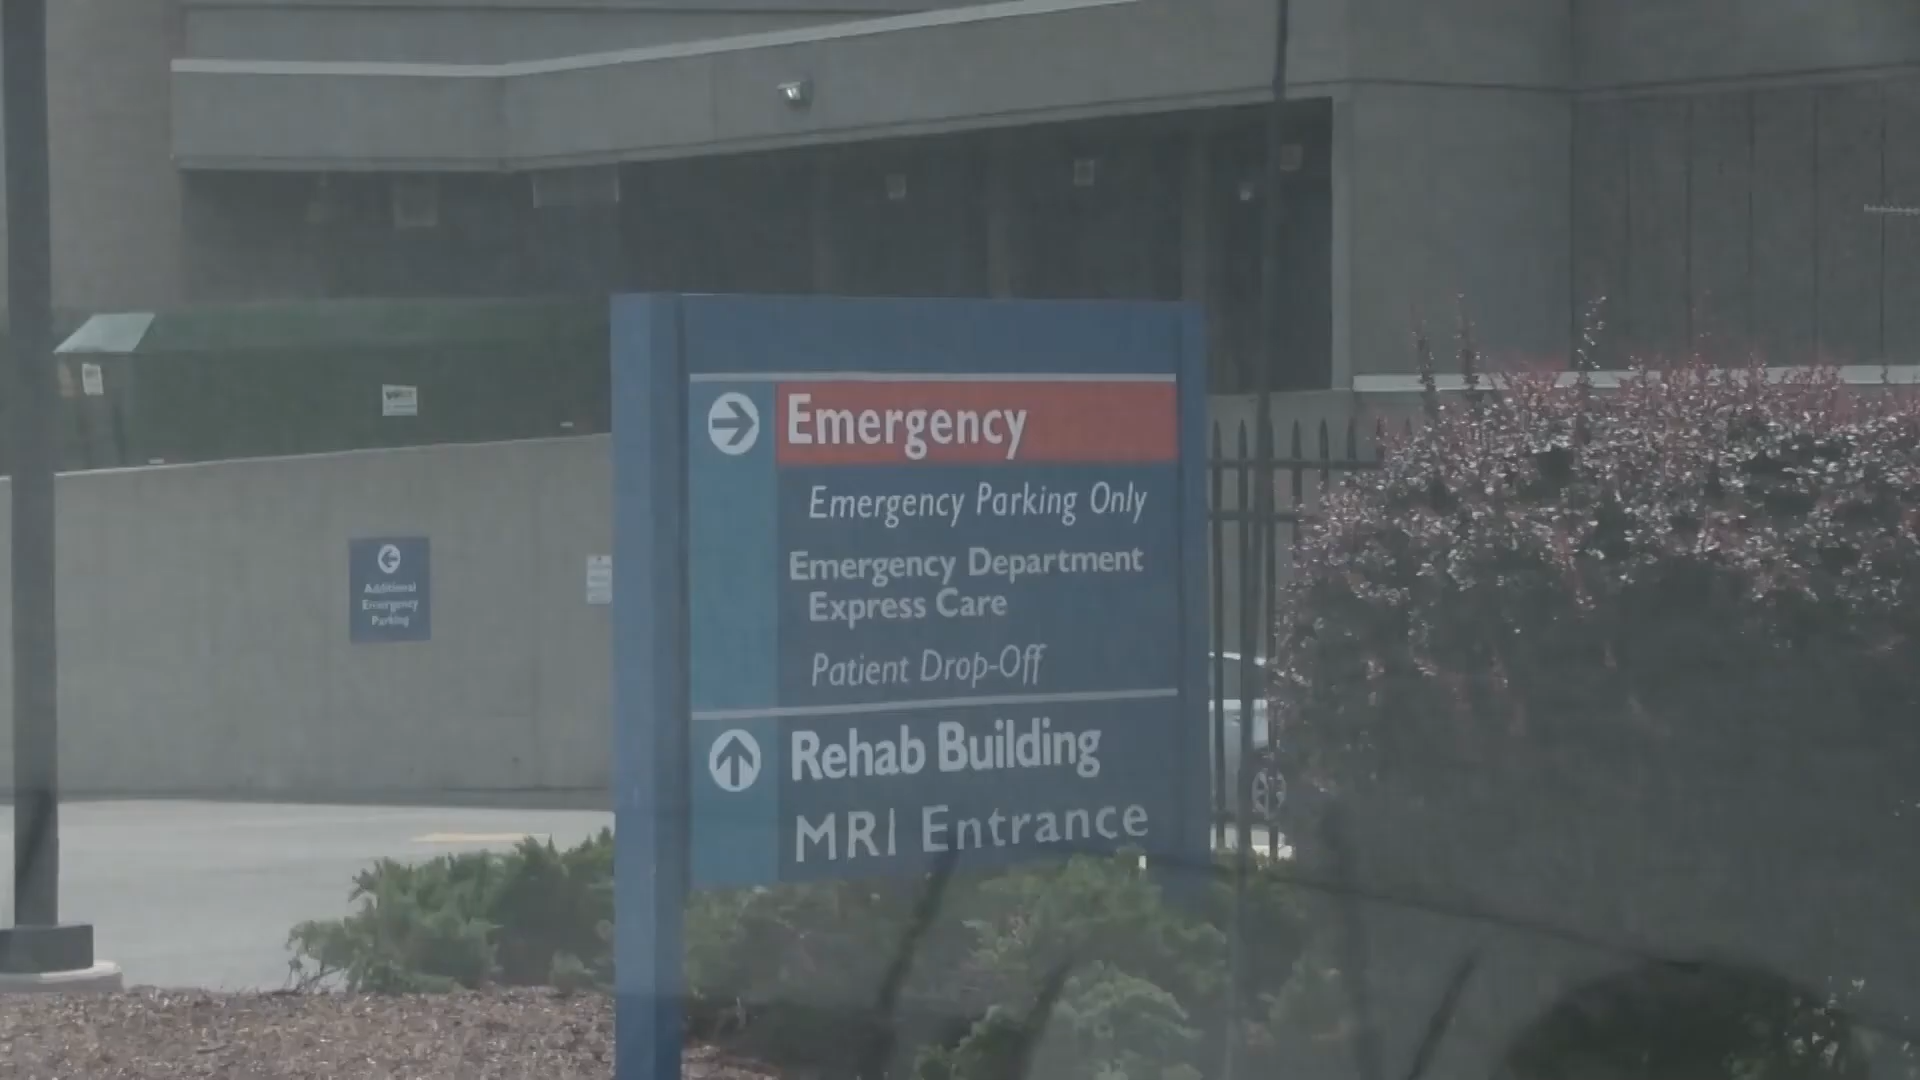 Emergency
Emergency Parking Only
Emergency Department
Express Care
Patient Drop-Off
Rehab Building
MRI Entrance
Additional
Emergency
Parking